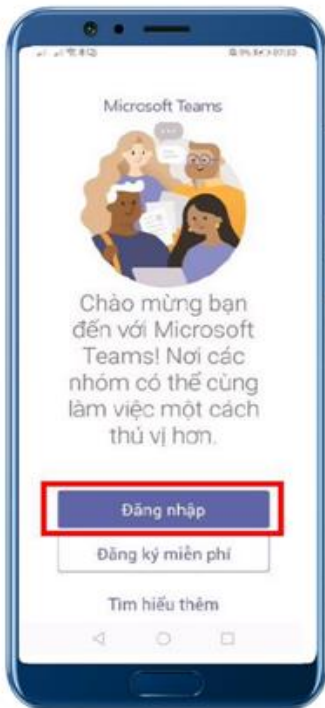 Microsoft Teams
Chào mừng bạn
đến với Microsoft
Teams! Nơi các
nhóm có thể cùng
làm việc một cách
thú vị hơn.
Đăng nhập
Đăng ký miễn phí
Tìm hiểu thêm